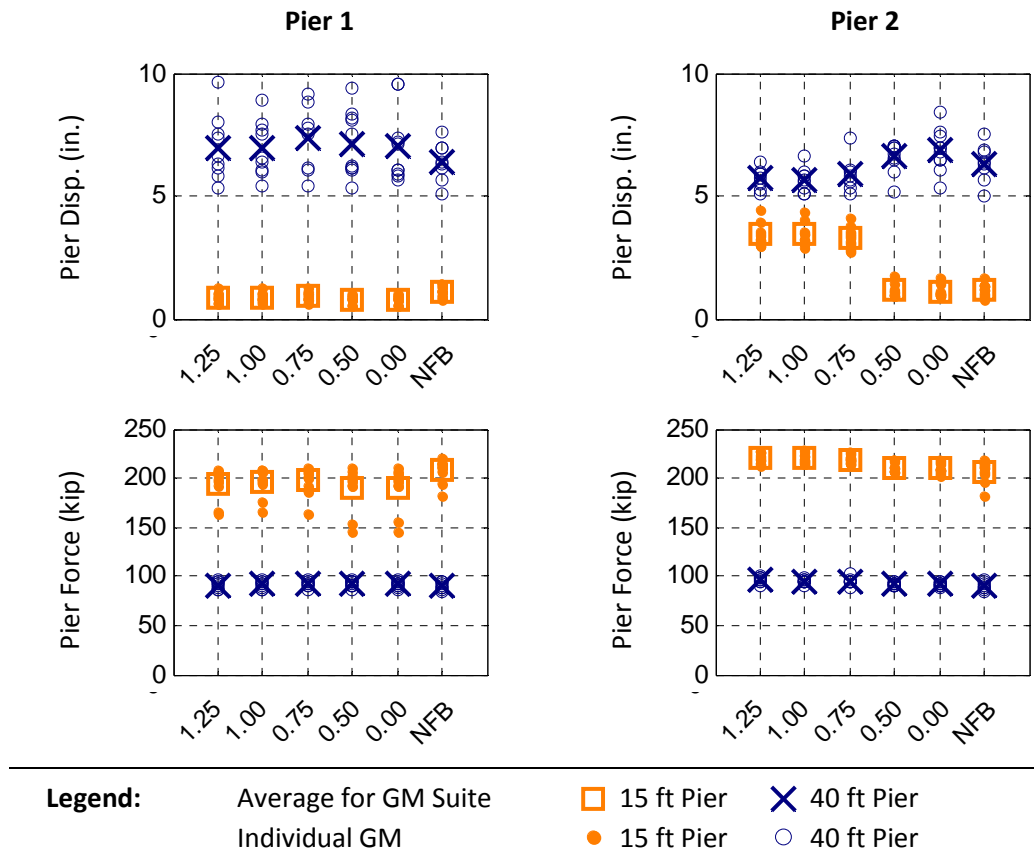 Pier 1
Pier 2
Pier Disp. (in.)
10
5
0
1.25 1.00 0.75 0.50 0.00 NFB
Pier Disp. (in.)
10
5
0
1.25 1.00 0.75 0.50 0.00 NFB
Pier Force (kip)
250
200
150
100
50
0
1.25 1.00 0.75 0.50 0.00 NFB
Pier Force (kip)
250
200
150
100
50
0
1.25 1.00 0.75 0.50 0.00 NFB
Legend: Average for GM Suite 15 ft Pier 40 ft Pier
Individual GM 15 ft Pier 40 ft Pier